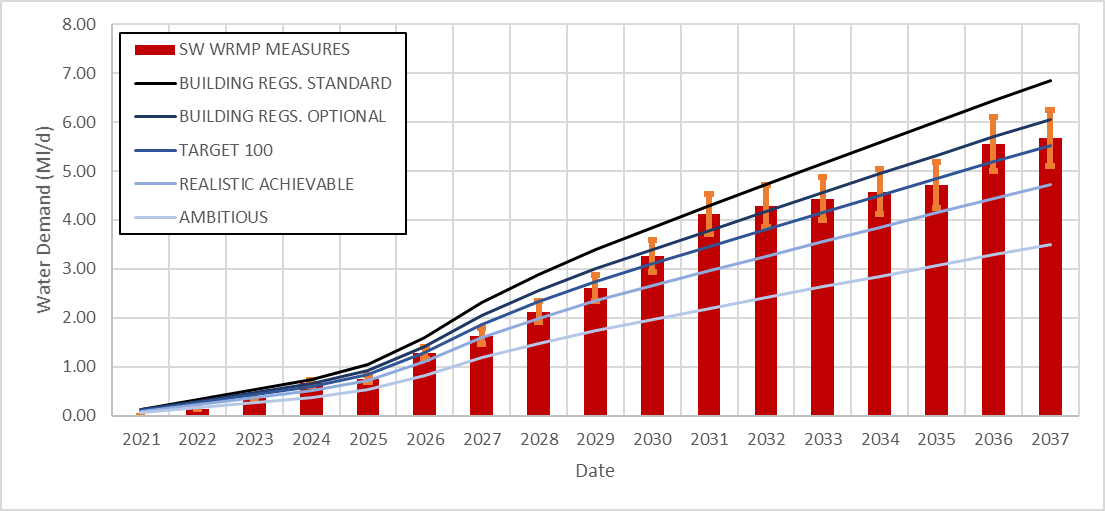 8.00
7.00
6.00
5.00
4.00
3.00
2.00
1.00
0.00
Water Demand (Ml/d)
SW WRMP MEASURES
BUILDING REGS. STANDARD
BUILDING REGS. OPTIONAL
TARGET 100
REALISTIC ACHIEVABLE
AMBITIOUS
2021 2022 2023 2024 2025 2026 2027 2028 2029 2030 2031 2032 2033 2034 2035 2036 2037
Date